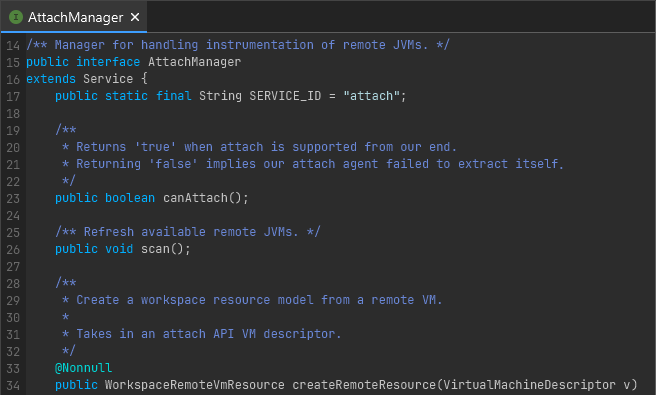 AttachManager
14 /** Manager for handling instrumentation of remote JVMs. */
15 public interface AttachManager
16 extends Service {
17     public static final String SERVICE_ID = "attach";
18
19     /**
20      * Returns 'true' when attach is supported from our end.
21      * Returning 'false' implies our attach agent failed to extract itself.
22      */
23     public boolean canAttach();
24
25     /** Refresh available remote JVMs. */
26     public void scan();
27
28     /**
29      * Create a workspace resource model from a remote VM.
30      *
31      * Takes in an attach API VM descriptor.
32      */
33     @Nonnull
34     public WorkspaceRemoteVmResource createRemoteResource(VirtualMachineDescriptor v)